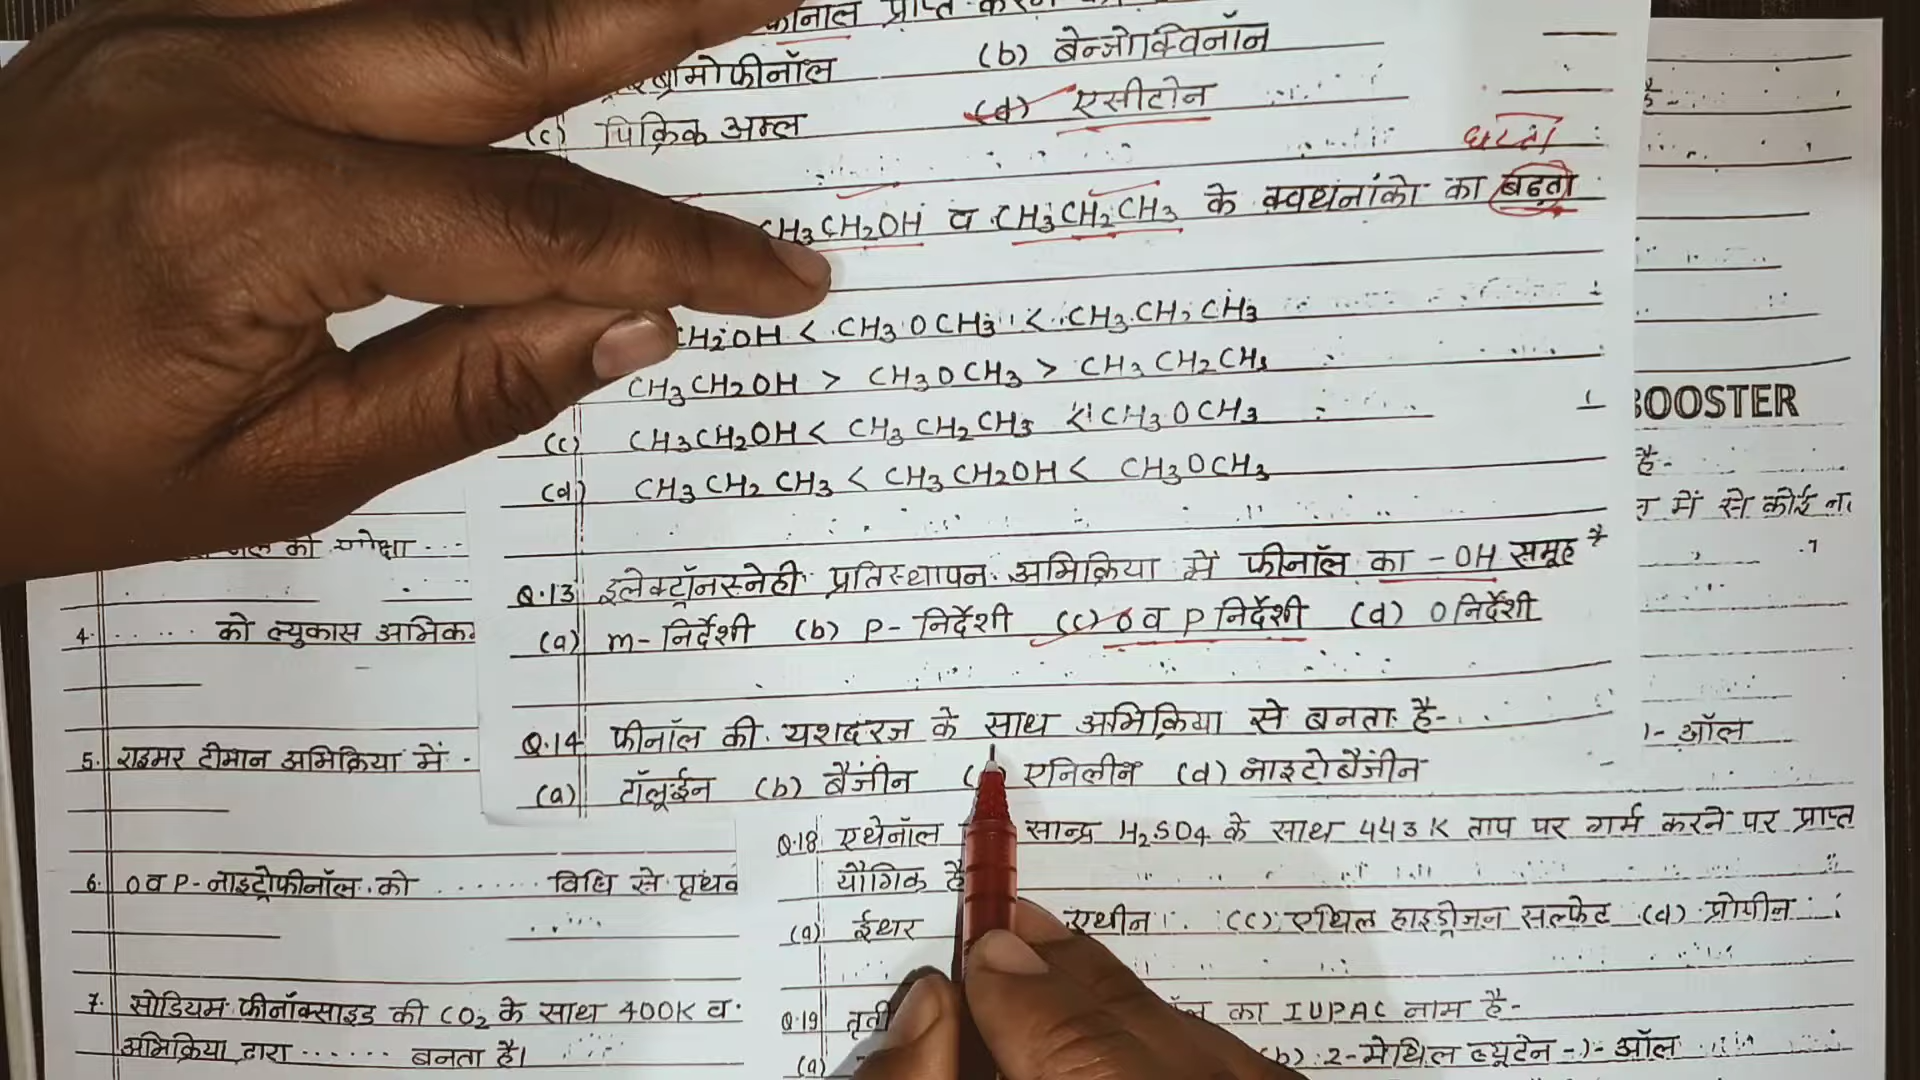 कीनाल प्राप्त करने
ब्रोमोफीनॉल (b) बेन्जोक्विनॉन
(c) पिक्रिक अम्ल (d) एसीटोन
घटता
CH3CH2OH व CH3CH2CH3 के क्वथनांको का बढ़ता
CH2OH < CH3OCH3 < CH3CH2CH3
CH3CH2OH > CH3OCH3 > CH3CH2CH3
(c) CH3CH2OH < CH3CH2CH3 < CH3OCH3
(d) CH3CH2CH3 < CH3CH2OH < CH3OCH3
Q.13 इलेक्ट्रॉनस्नेही प्रतिस्थापन अभिक्रिया में फीनॉल का -OH समूह है
(a) m- निर्देशी (b) P- निर्देशी (c) o व P निर्देशी (d) O निर्देशी
Q.14 फीनॉल की यशदरज के साथ अभिक्रिया से बनता है-
(a) टॉलूईन (b) बैंजीन ( एनिलीन (d) नाइटोबैंजीन
BOOSTER
है-
में से कोई
1- ऑल
4. ...... को ल्युकास अभिक
5. राइमर टीमान अभिक्रिया में
6. o व P-नाइट्रोफीनॉल को ....... विधि से पृथक
7. सोडियम फीनॉक्साइड की CO2 के साथ 400K व
अभिक्रिया द्वारा ...... बनता है।
Q.18 एथेनॉल सान्द्र H2SO4 के साथ 443K ताप पर गर्म करने पर प्राप्त
यौगिक है
(a) ईथर एथीन (c) एथिल हाइड्रोजन सल्फेट (d) प्रोपीन
Q.19 का IUPAC नाम है-
(a) (b) 2-मेथिल ब्यूटेन-1-ऑल